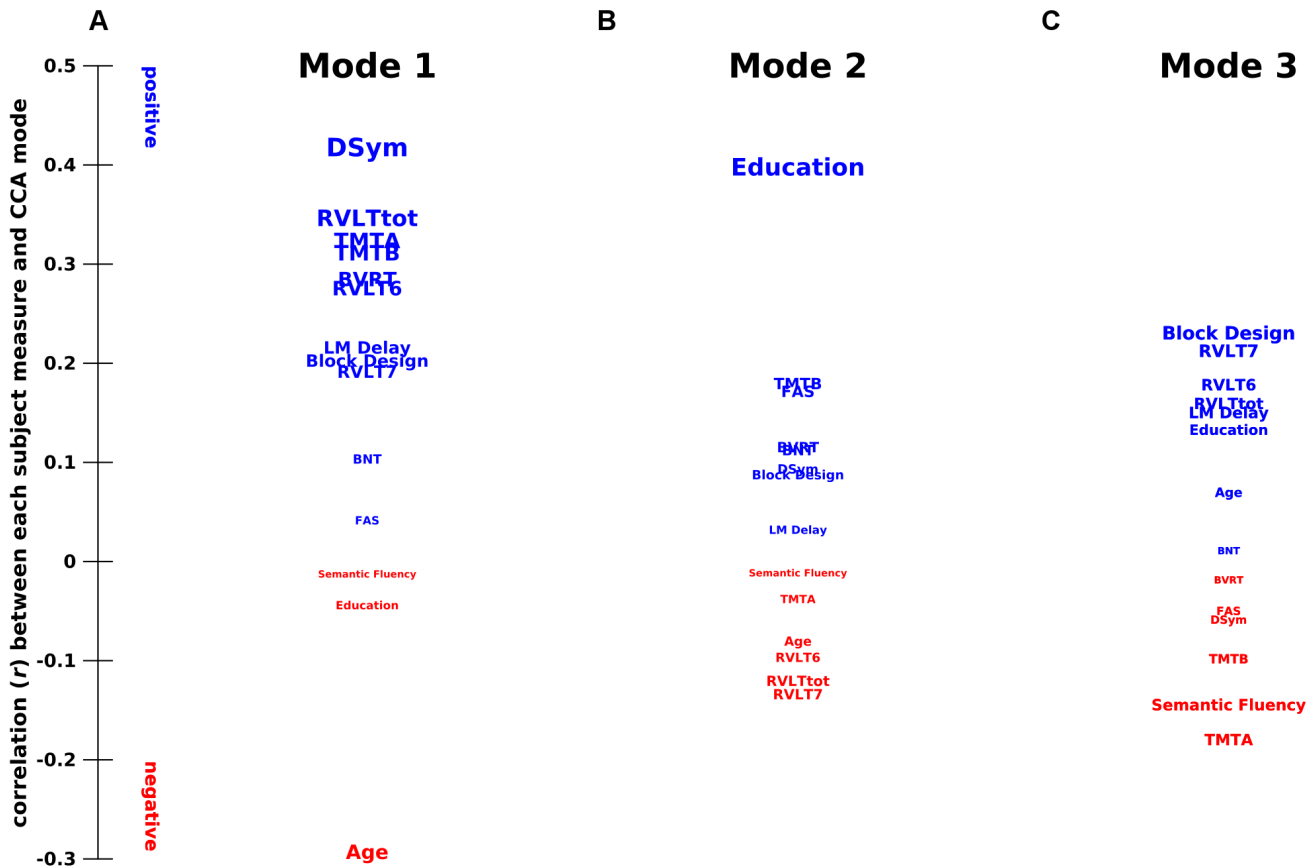 A
B
C
Mode 1
Mode 2
Mode 3
correlation (r) between each subject measure and CCA mode
0.5
0.4
0.3
0.2
0.1
0
-0.1
-0.2
-0.3
positive
negative
DSym
RVLTtot
TMTA
TMTB
BVRT
RVLT6
LM Delay
Block Design
RVLT7
BNT
FAS
Semantic Fluency
Education
Age
Education
TMTB
FAS
BVRT
BNT
DSym
Block Design
LM Delay
Semantic Fluency
TMTA
Age
RVLT6
RVLTtot
RVLT7
Block Design
RVLT7
RVLT6
RVLTtot
LM Delay
Education
Age
BNT
BVRT
FAS
DSym
TMTB
Semantic Fluency
TMTA